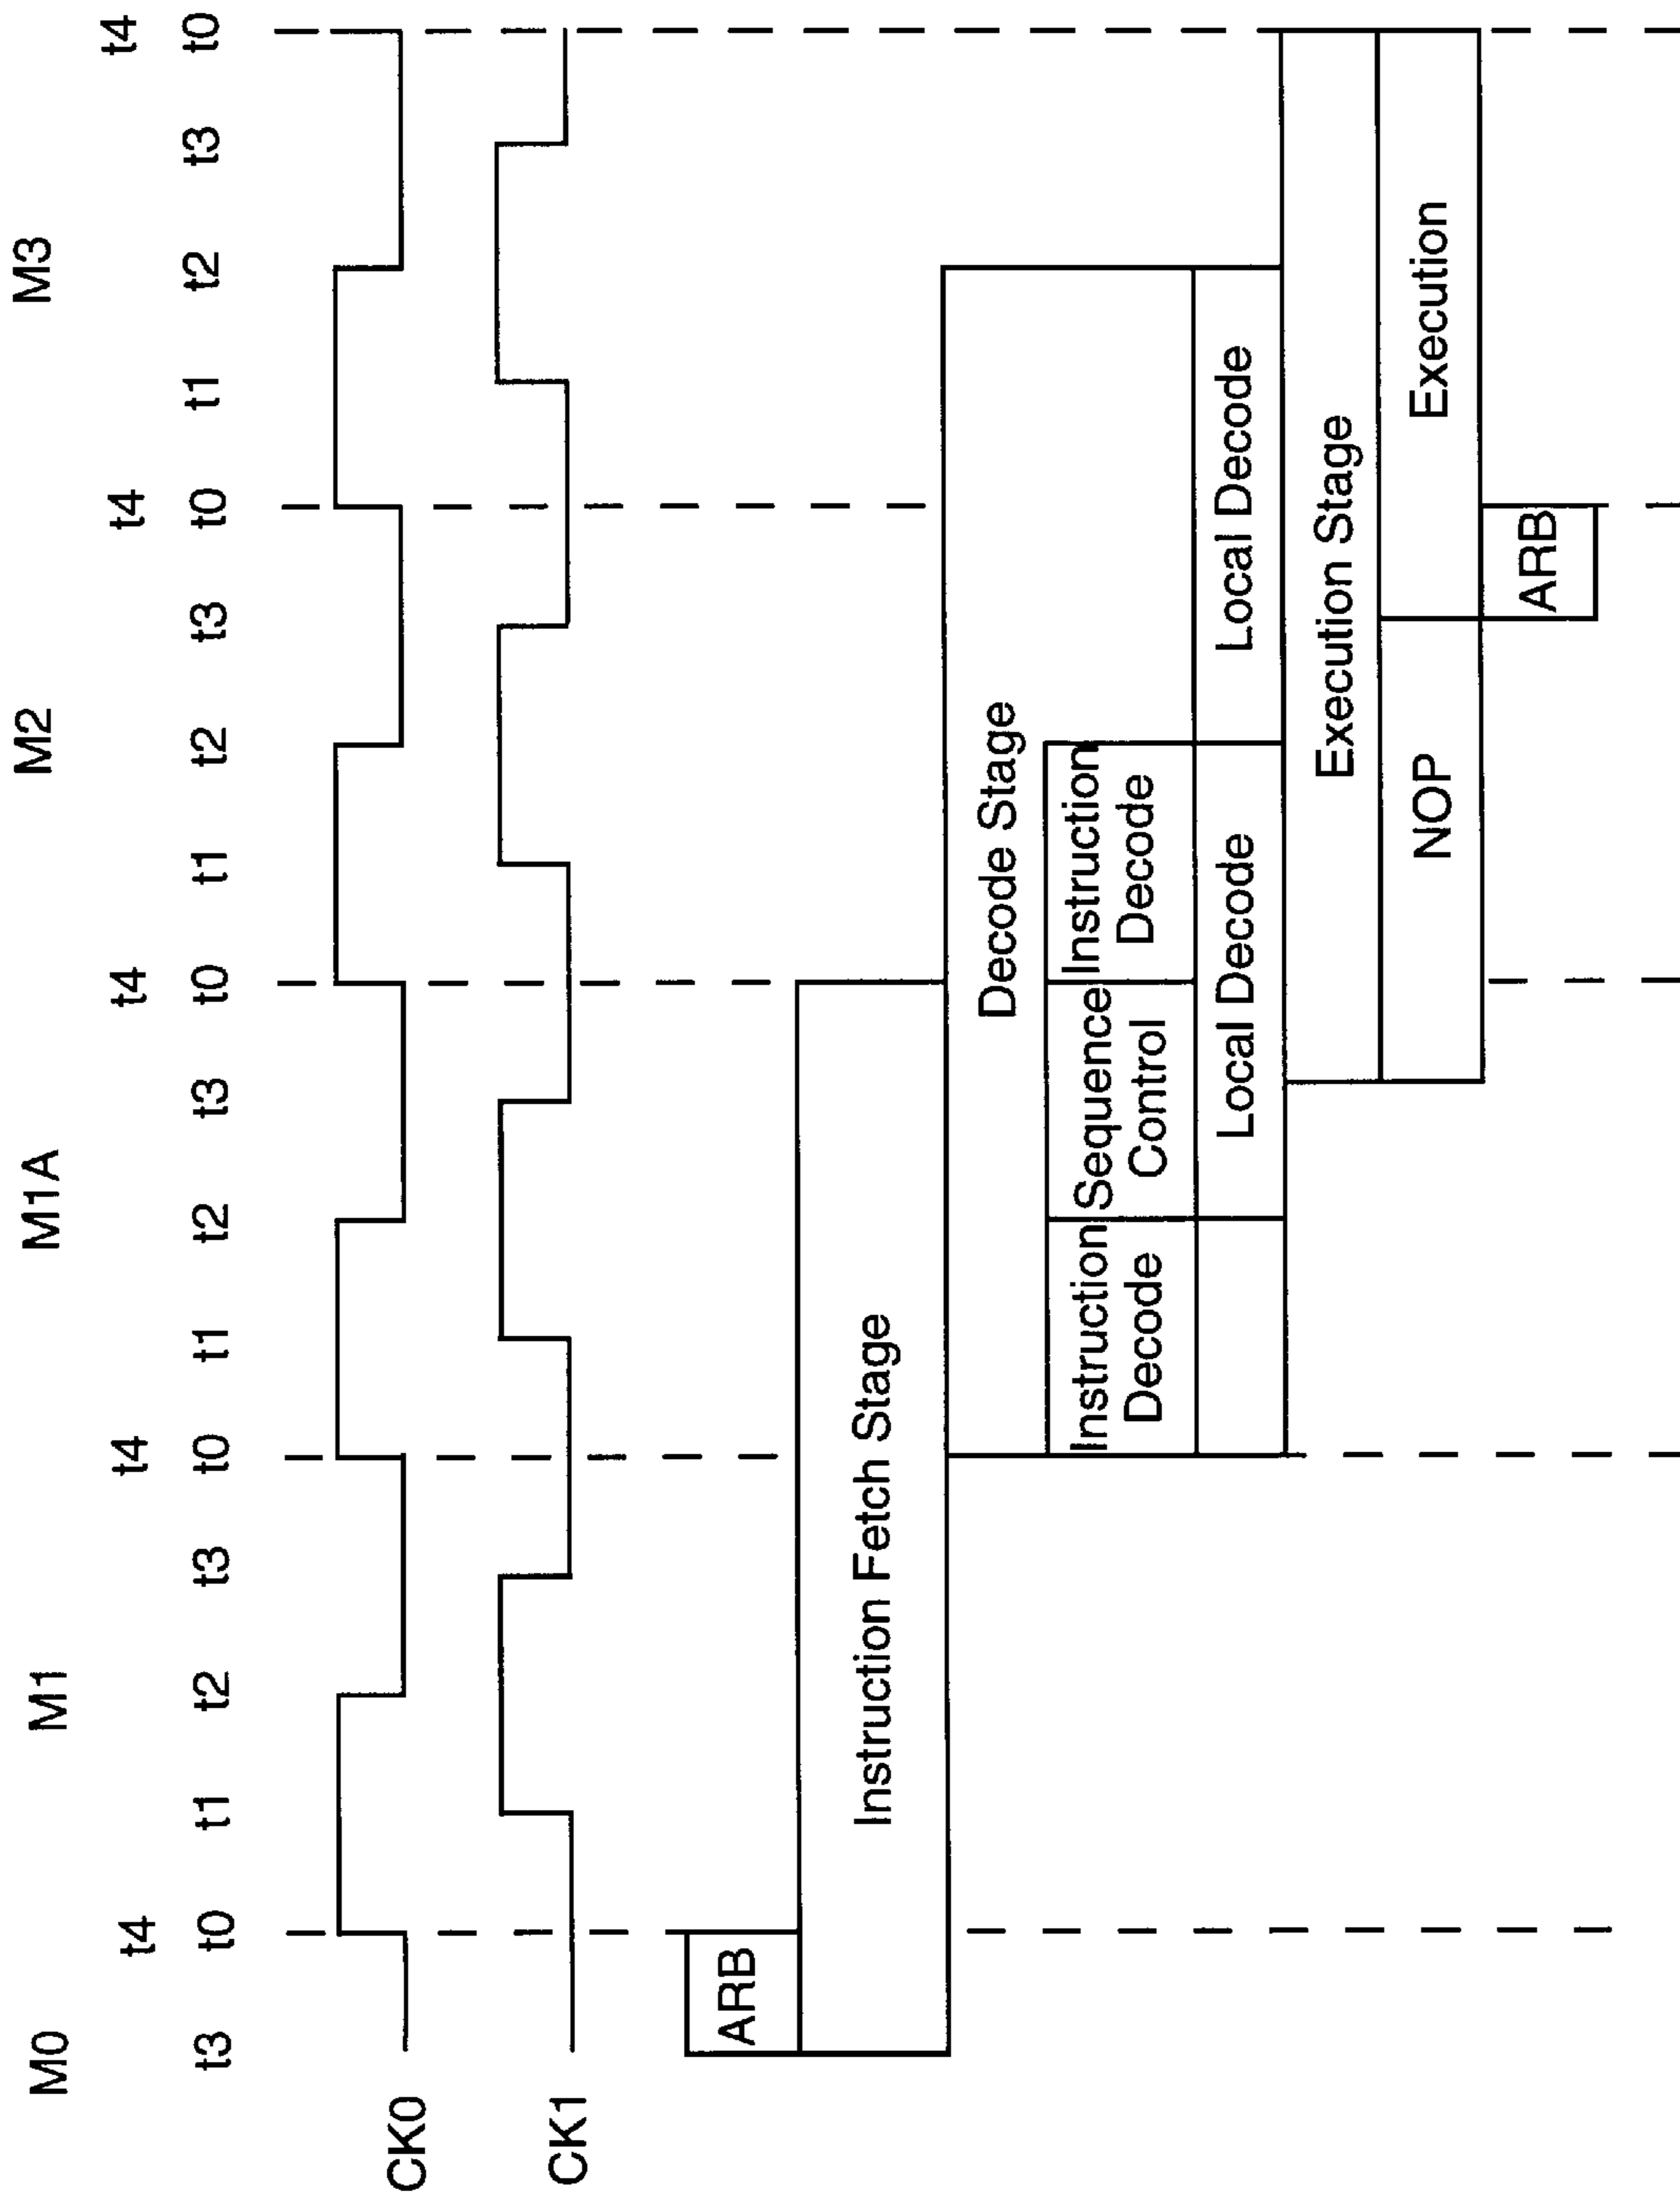 M0 M1 M1A M2 M3
t4 t4 t4 t4 t4
t3 t0 t1 t2 t3 t0 t1 t2 t3 t0 t1 t2 t3 t0 t1 t2 t3 t0
CK0
CK1
ARB
Instruction Fetch Stage
Decode Stage
Instruction
Decode
Sequence
Control
Instruction
Decode
Local Decode
Local Decode
Execution Stage
NOP
Execution
ARB